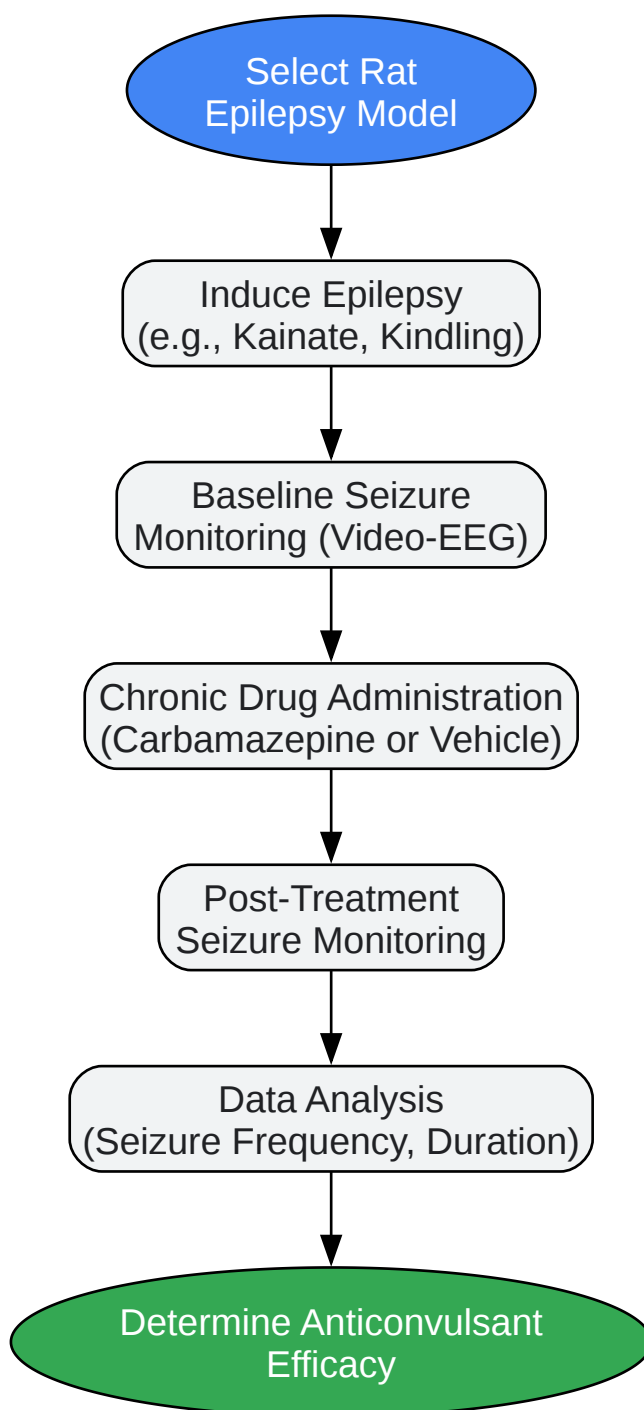 Select Rat
Epilepsy Model
Induce Epilepsy
(e.g., Kainate, Kindling)
Baseline Seizure
Monitoring (Video-EEG)
Chronic Drug Administration
(Carbamazepine or Vehicle)
Post-Treatment
Seizure Monitoring
Data Analysis
(Seizure Frequency, Duration)
Determine Anticonvulsant
Efficacy